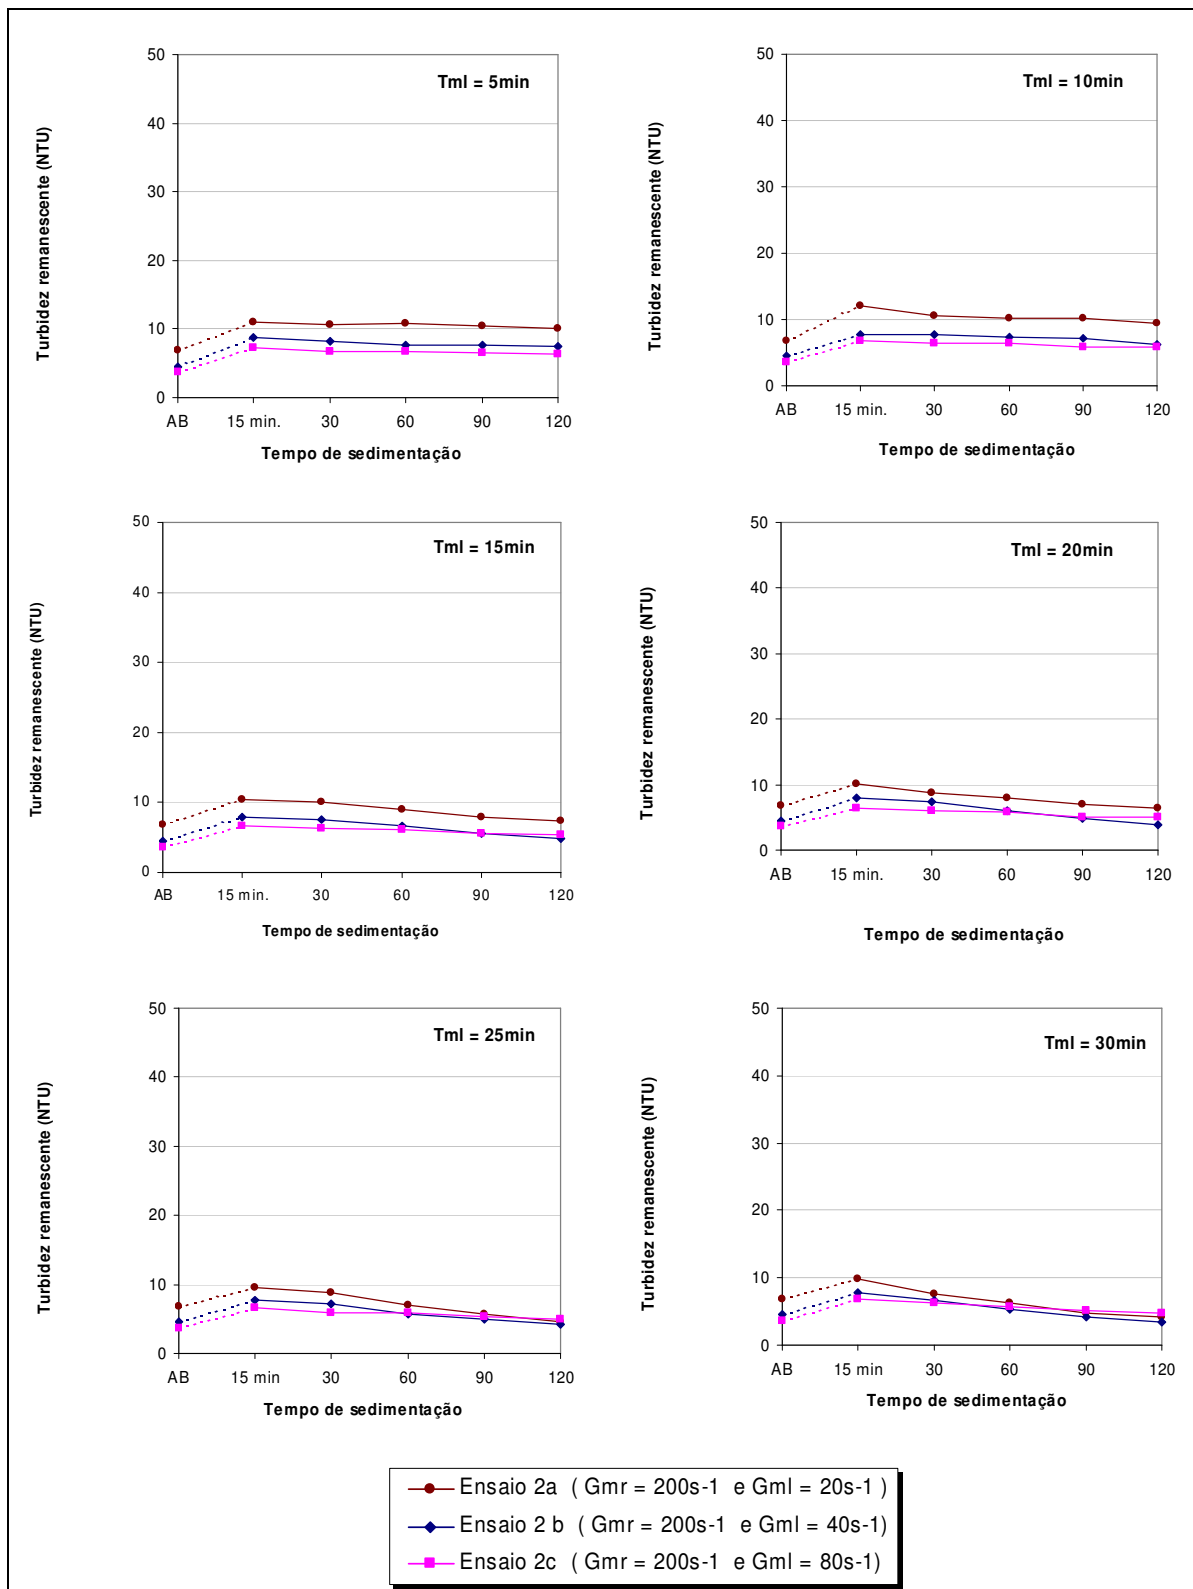 Tml = 5min
Turbidez remanescente (NTU)
50
40
30
20
10
0
AB 15 min. 30 60 90 120
Tempo de sedimentação
Tml = 10min
Turbidez remanescente (NTU)
50
40
30
20
10
0
AB 15 min. 30 60 90 120
Tempo de sedimentação
Tml = 15min
Turbidez remanescente (NTU)
50
40
30
20
10
0
AB 15 min. 30 60 90 120
Tempo de sedimentação
Tml = 20min
Turbidez remanescente (NTU)
50
40
30
20
10
0
AB 15 min. 30 60 90 120
Tempo de sedimentação
Tml = 25min
Turbidez remanescente (NTU)
50
40
30
20
10
0
AB 15 min 30 60 90 120
Tempo de sedimentação
Tml = 30min
Turbidez remanescente (NTU)
50
40
30
20
10
0
AB 15 min 30 60 90 120
Tempo de sedimentação
Ensaio 2a ( Gmr = 200s-1 e Gml = 20s-1 )
Ensaio 2 b ( Gmr = 200s-1 e Gml = 40s-1)
Ensaio 2c ( Gmr = 200s-1 e Gml = 80s-1)